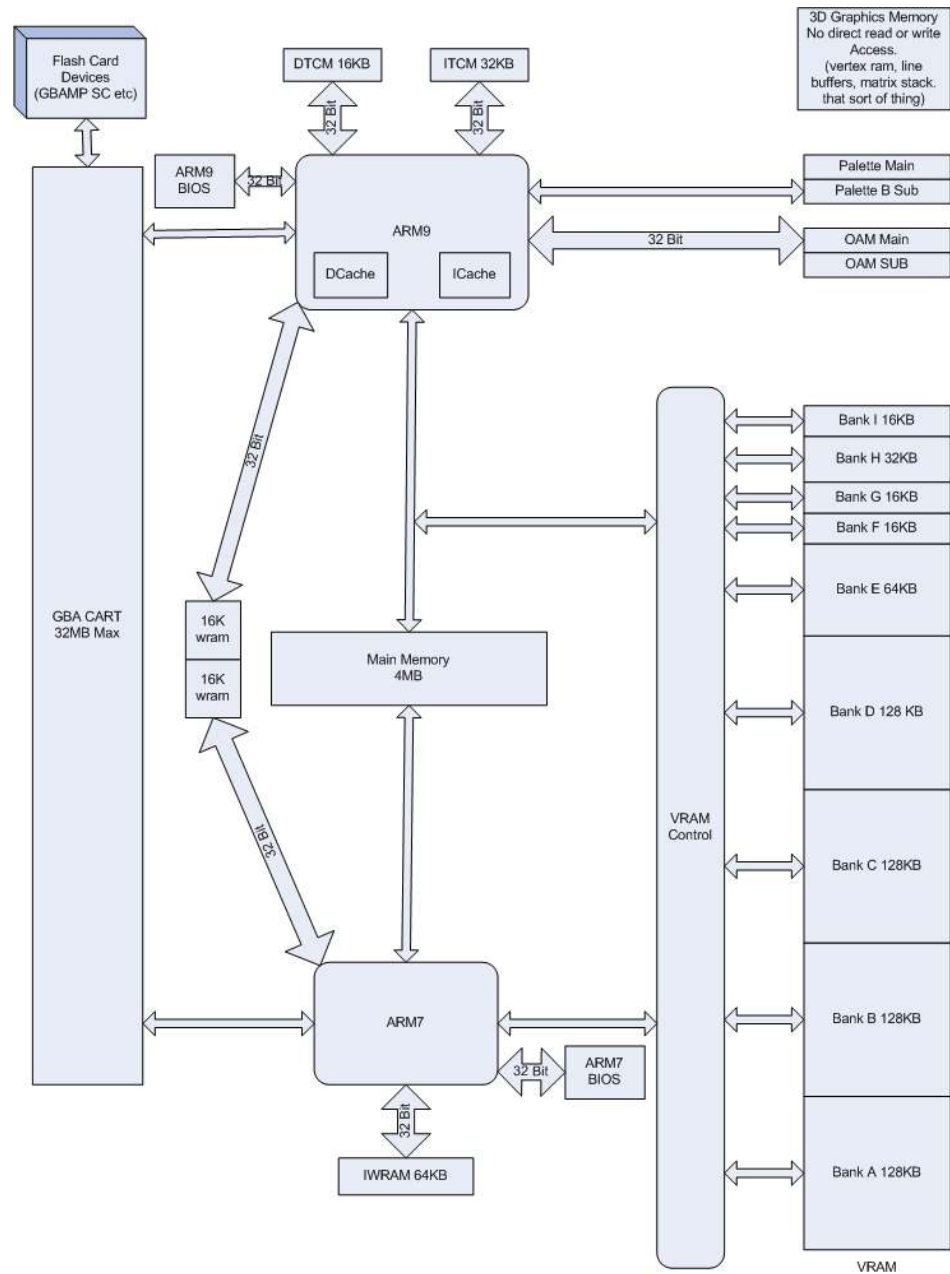 Flash Card
Devices
(GBAMP SC etc)
DTCM 16KB
ITCM 32KB
3D Graphics Memory
No direct read or write
Access.
(vertex ram, line
buffers, matrix stack.
that sort of thing)
32 Bit
32 Bit
ARM9
BIOS
32 Bit
Palette Main
Palette B Sub
ARM9
32 Bit
OAM Main
OAM SUB
DCache
ICache
32 Bit
Bank I 16KB
Bank H 32KB
Bank G 16KB
Bank F 16KB
Bank E 64KB
GBA CART
32MB Max
16K
wram
16K
wram
Main Memory
4MB
Bank D 128 KB
VRAM
Control
32 Bit
Bank C 128KB
ARM7
Bank B 128KB
32 Bit
ARM7
BIOS
32 Bit
IWRAM 64KB
Bank A 128KB
VRAM